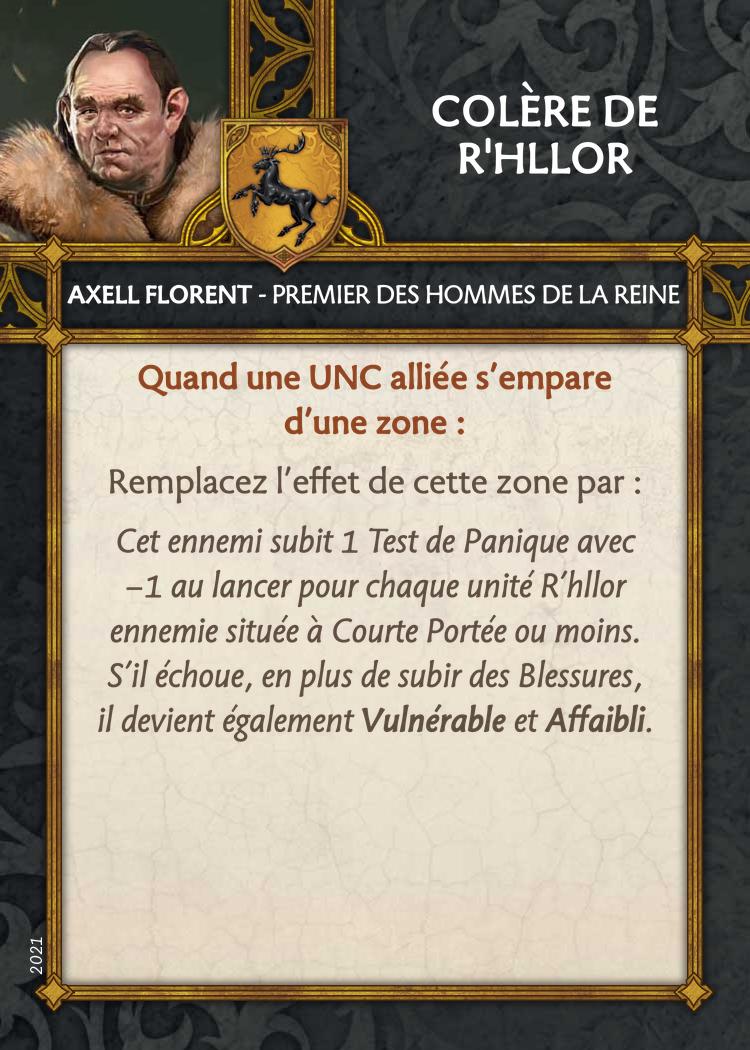 COLÈRE DE
R'HLLOR
AXELL FLORENT - PREMIER DES HOMMES DE LA REINE
Quand une UNC alliée s’empare
d’une zone :
Remplacez l’effet de cette zone par :
Cet ennemi subit 1 Test de Panique avec
–1 au lancer pour chaque unité R’hllor
ennemie située à Courte Portée ou moins.
S’il échoue, en plus de subir des Blessures,
il devient également Vulnérable et Affaibli.
2021